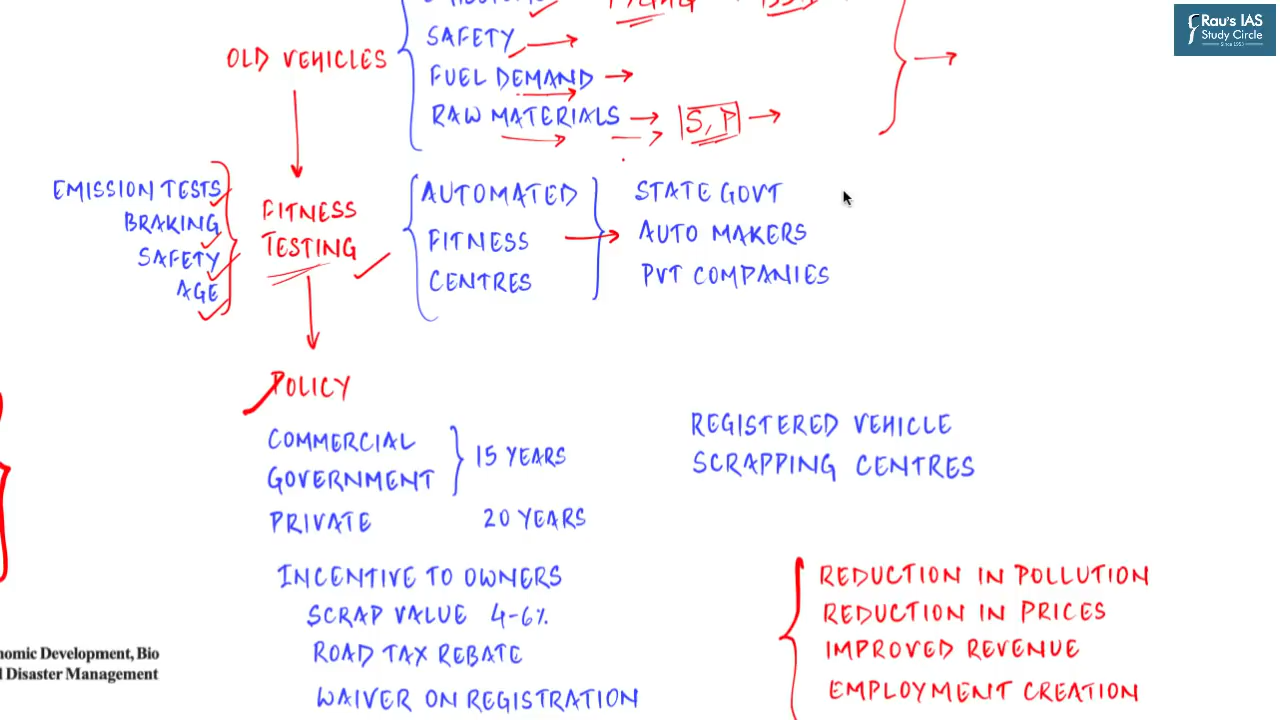 Rau's IAS
Study Circle
Since 1953
SAFETY
OLD VEHICLES
FUEL DEMAND
RAW MATERIALS
S, P
EMISSION TESTS
BRAKING
SAFETY
AGE
FITNESS
TESTING
AUTOMATED
FITNESS
CENTRES
STATE GOVT
AUTO MAKERS
PVT COMPANIES
POLICY
COMMERCIAL
GOVERNMENT
15 YEARS
PRIVATE
20 YEARS
REGISTERED VEHICLE
SCRAPPING CENTRES
INCENTIVE TO OWNERS
SCRAP VALUE 4-6%
ROAD TAX REBATE
WAIVER ON REGISTRATION
REDUCTION IN POLLUTION
REDUCTION IN PRICES
IMPROVED REVENUE
EMPLOYMENT CREATION
nomic Development, Bio
Disaster Management